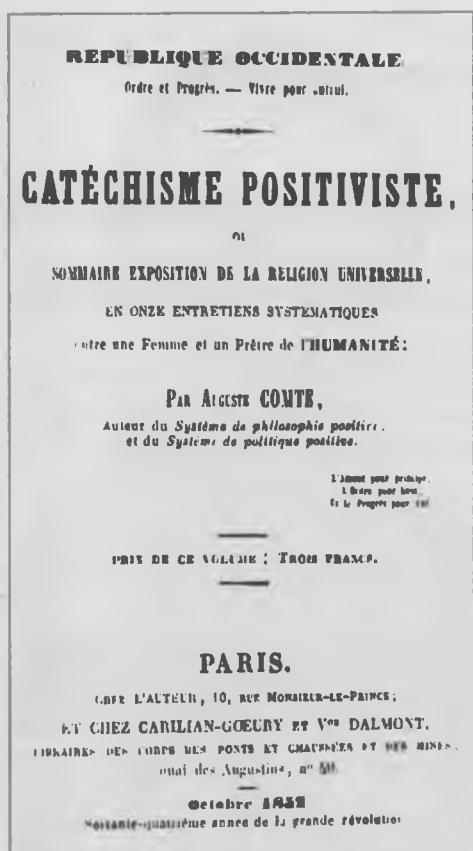 REPUBLIQUE OCCIDENTALE
Ordre et Progrès. — Vivre pour autrui.
CATÉCHISME POSITIVISTE,
OU
SOMMAIRE EXPOSITION DE LA RELIGION UNIVERSELLE,
EN ONZE ENTRETIENS SYSTEMATIQUES
entre une Femme et un Prêtre de l'HUMANITÉ:
PAR AUGUSTE COMTE,
Auteur du Système de philosophie positive,
et du Système de politique positive.
L'Amour pour principe,
L'Ordre pour base,
Et le Progrès pour but
PRIX DE CE VOLUME : TROIS FRANCS.
PARIS.
CHEZ L'AUTEUR, 10, RUE MONSIEUR-LE-PRINCE;
ET CHEZ CARILIAN-GOEURY ET Vor DALMONT,
LIBRAIRES DES CORPS DES PONTS ET CHAUSSÉES ET DES MINES,
quai des Augustins, nº
Octobre 1852
Soixante-quatrième année de la grande révolution